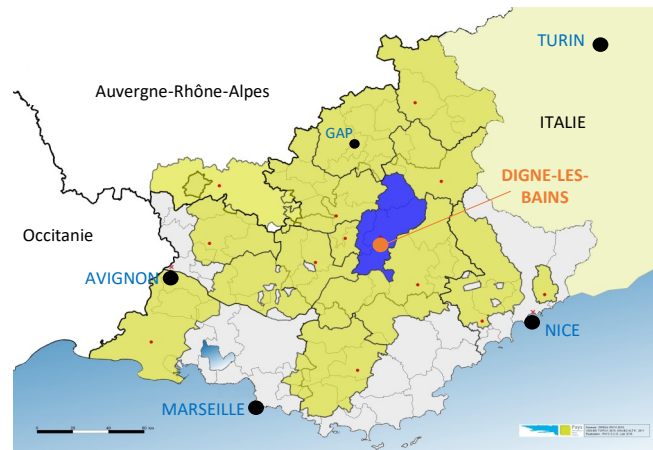 TURIN
Auvergne-Rhône-Alpes
ITALIE
GAP
DIGNE-LES-
BAINS
Occitanie
AVIGNON
NICE
MARSEILLE